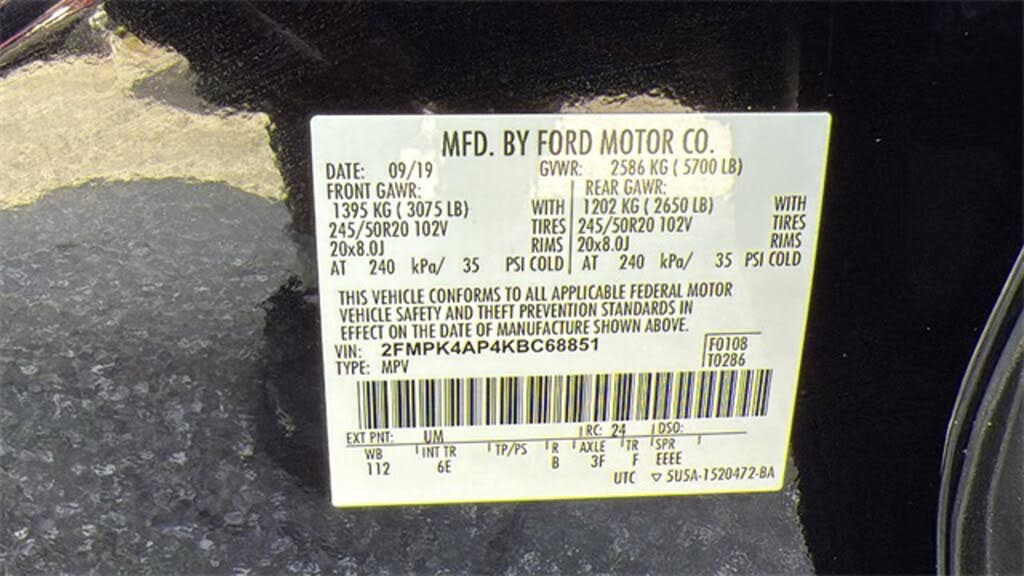 MFD. BY FORD MOTOR CO.
DATE: 09/19 GVWR: 2586 KG ( 5700 LB)
FRONT GAWR: REAR GAWR:
1395 KG ( 3075 LB) WITH 1202 KG ( 2650 LB) WITH
245/50R20 102V TIRES 245/50R20 102V TIRES
20x8.0J RIMS 20x8.0J RIMS
AT 240 kPa/ 35 PSI COLD AT 240 kPa/ 35 PSI COLD
THIS VEHICLE CONFORMS TO ALL APPLICABLE FEDERAL MOTOR
VEHICLE SAFETY AND THEFT PREVENTION STANDARDS IN
EFFECT ON THE DATE OF MANUFACTURE SHOWN ABOVE.
VIN: 2FMPK4AP4KBC68851 F0108
TYPE: MPV T0286
EXT PNT: UM RC: 24 DSO:
WB INT TR TP/PS R AXLE TR SPR
112 6E B 3F F EEEE
UTC ▽ 5U5A-1520472-BA